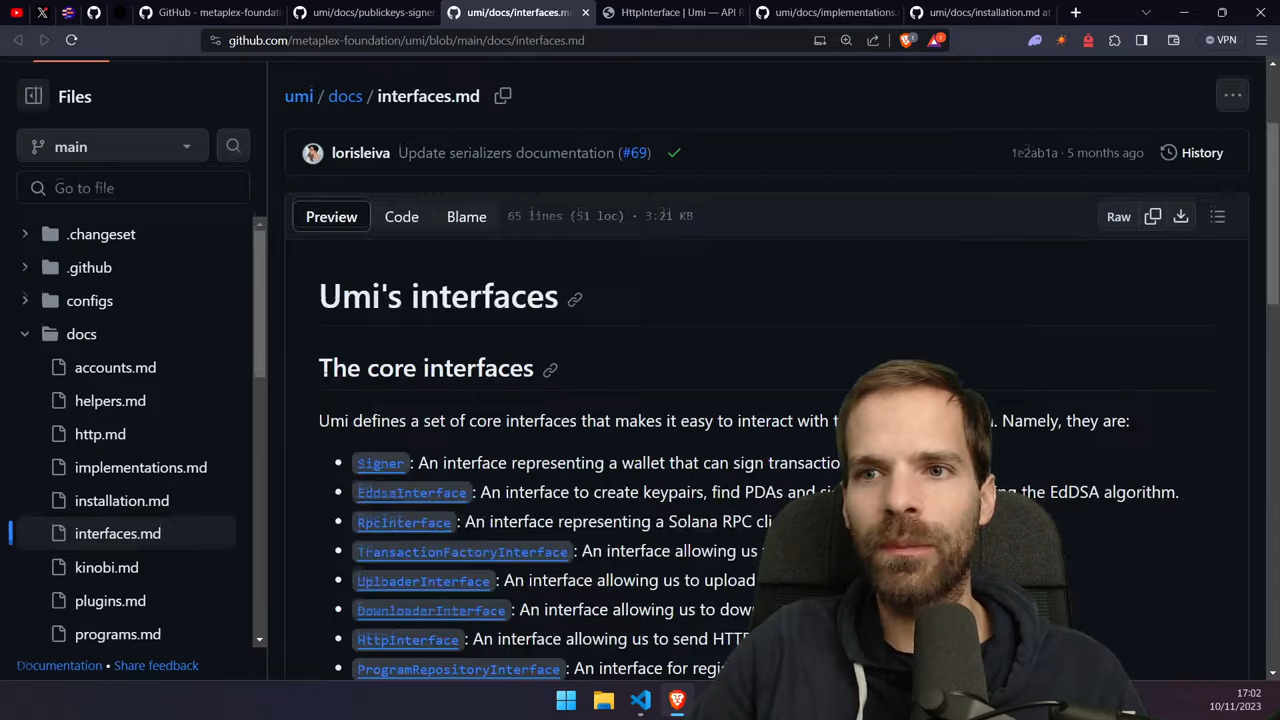 GitHub - metaplex-foundati
umi/docs/publickeys-signer
umi/docs/interfaces.m
HttpInterface | Umi — API R
umi/docs/implementations.
umi/docs/installation.md at
github.com/metaplex-foundation/umi/blob/main/docs/interfaces.md
1
1
VPN
Files
umi / docs / interfaces.md
main
lorisleiva Update serializers documentation (#69)
1e2ab1a · 5 months ago
History
Go to file
Preview
Code
Blame
65 lines (51 loc) · 3.21 KB
Raw
.changeset
.github
configs
docs
accounts.md
helpers.md
http.md
implementations.md
installation.md
interfaces.md
kinobi.md
plugins.md
programs.md
Documentation • Share feedback
Umi's interfaces
The core interfaces
Umi defines a set of core interfaces that makes it easy to interact with Namely, they are:
Signer: An interface representing a wallet that can sign transactio
EddsaInterface: An interface to create keypairs, find PDAs and the EdDSA algorithm.
RpcInterface: An interface representing a Solana RPC cli
TransactionFactoryInterface: An interface allowing us
UploaderInterface: An interface allowing us to upload
DownloaderInterface: An interface allowing us to dow
HttpInterface: An interface allowing us to send HTT
ProgramRepositoryInterface: An interface for regi
17:02
10/11/2023